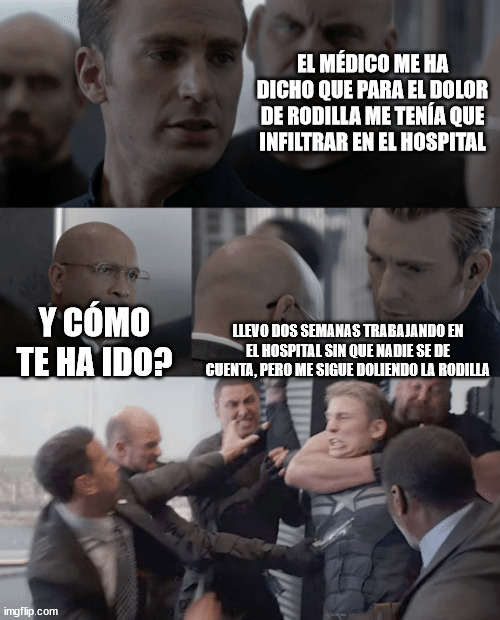 EL MÉDICO ME HA
DICHO QUE PARA EL DOLOR
DE RODILLA ME TENÍA QUE
INFILTRAR EN EL HOSPITAL
Y CÓMO
TE HA IDO?
LLEVO DOS SEMANAS TRABAJANDO EN
EL HOSPITAL SIN QUE NADIE SE DE
CUENTA, PERO ME SIGUE DOLIENDO LA RODILLA
imgflip.com